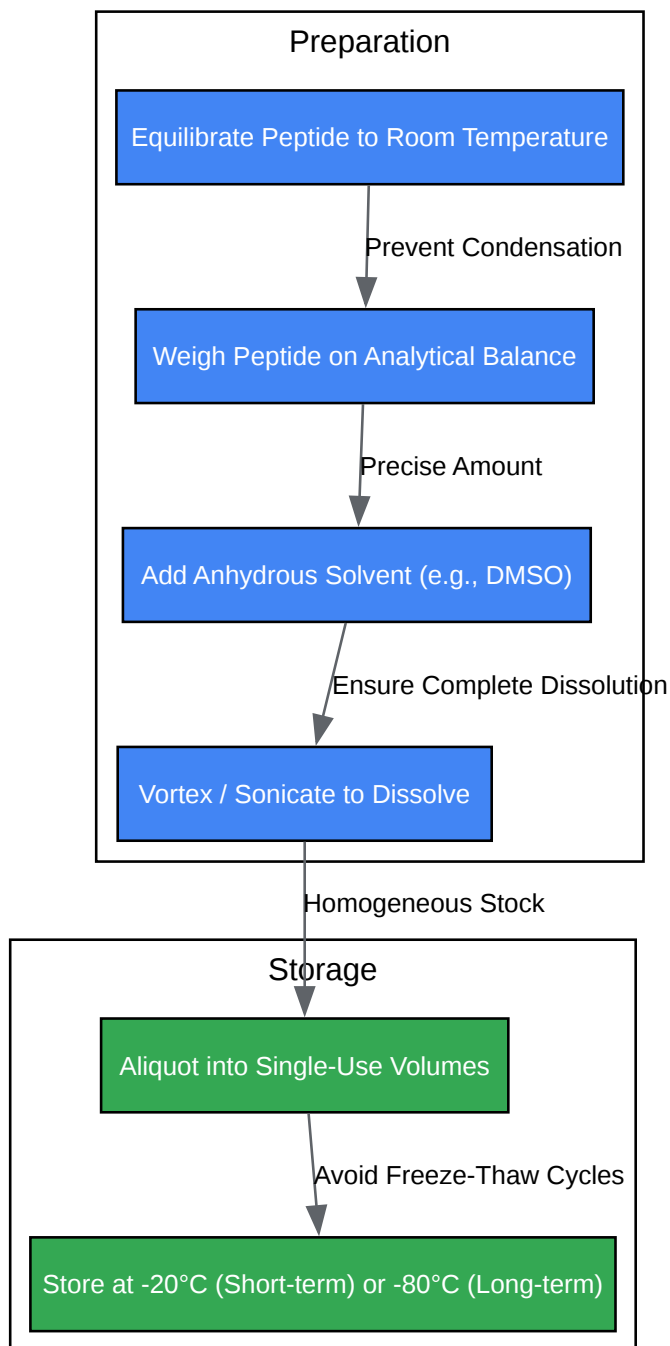 Preparation
Equilibrate Peptide to Room Temperature
Prevent Condensation
Weigh Peptide on Analytical Balance
Precise Amount
Add Anhydrous Solvent (e.g., DMSO)
Ensure Complete Dissolution
Vortex / Sonicate to Dissolve
Homogeneous Stock
Storage
Aliquot into Single-Use Volumes
Avoid Freeze-Thaw Cycles
Store at -20°C (Short-term) or -80°C (Long-term)